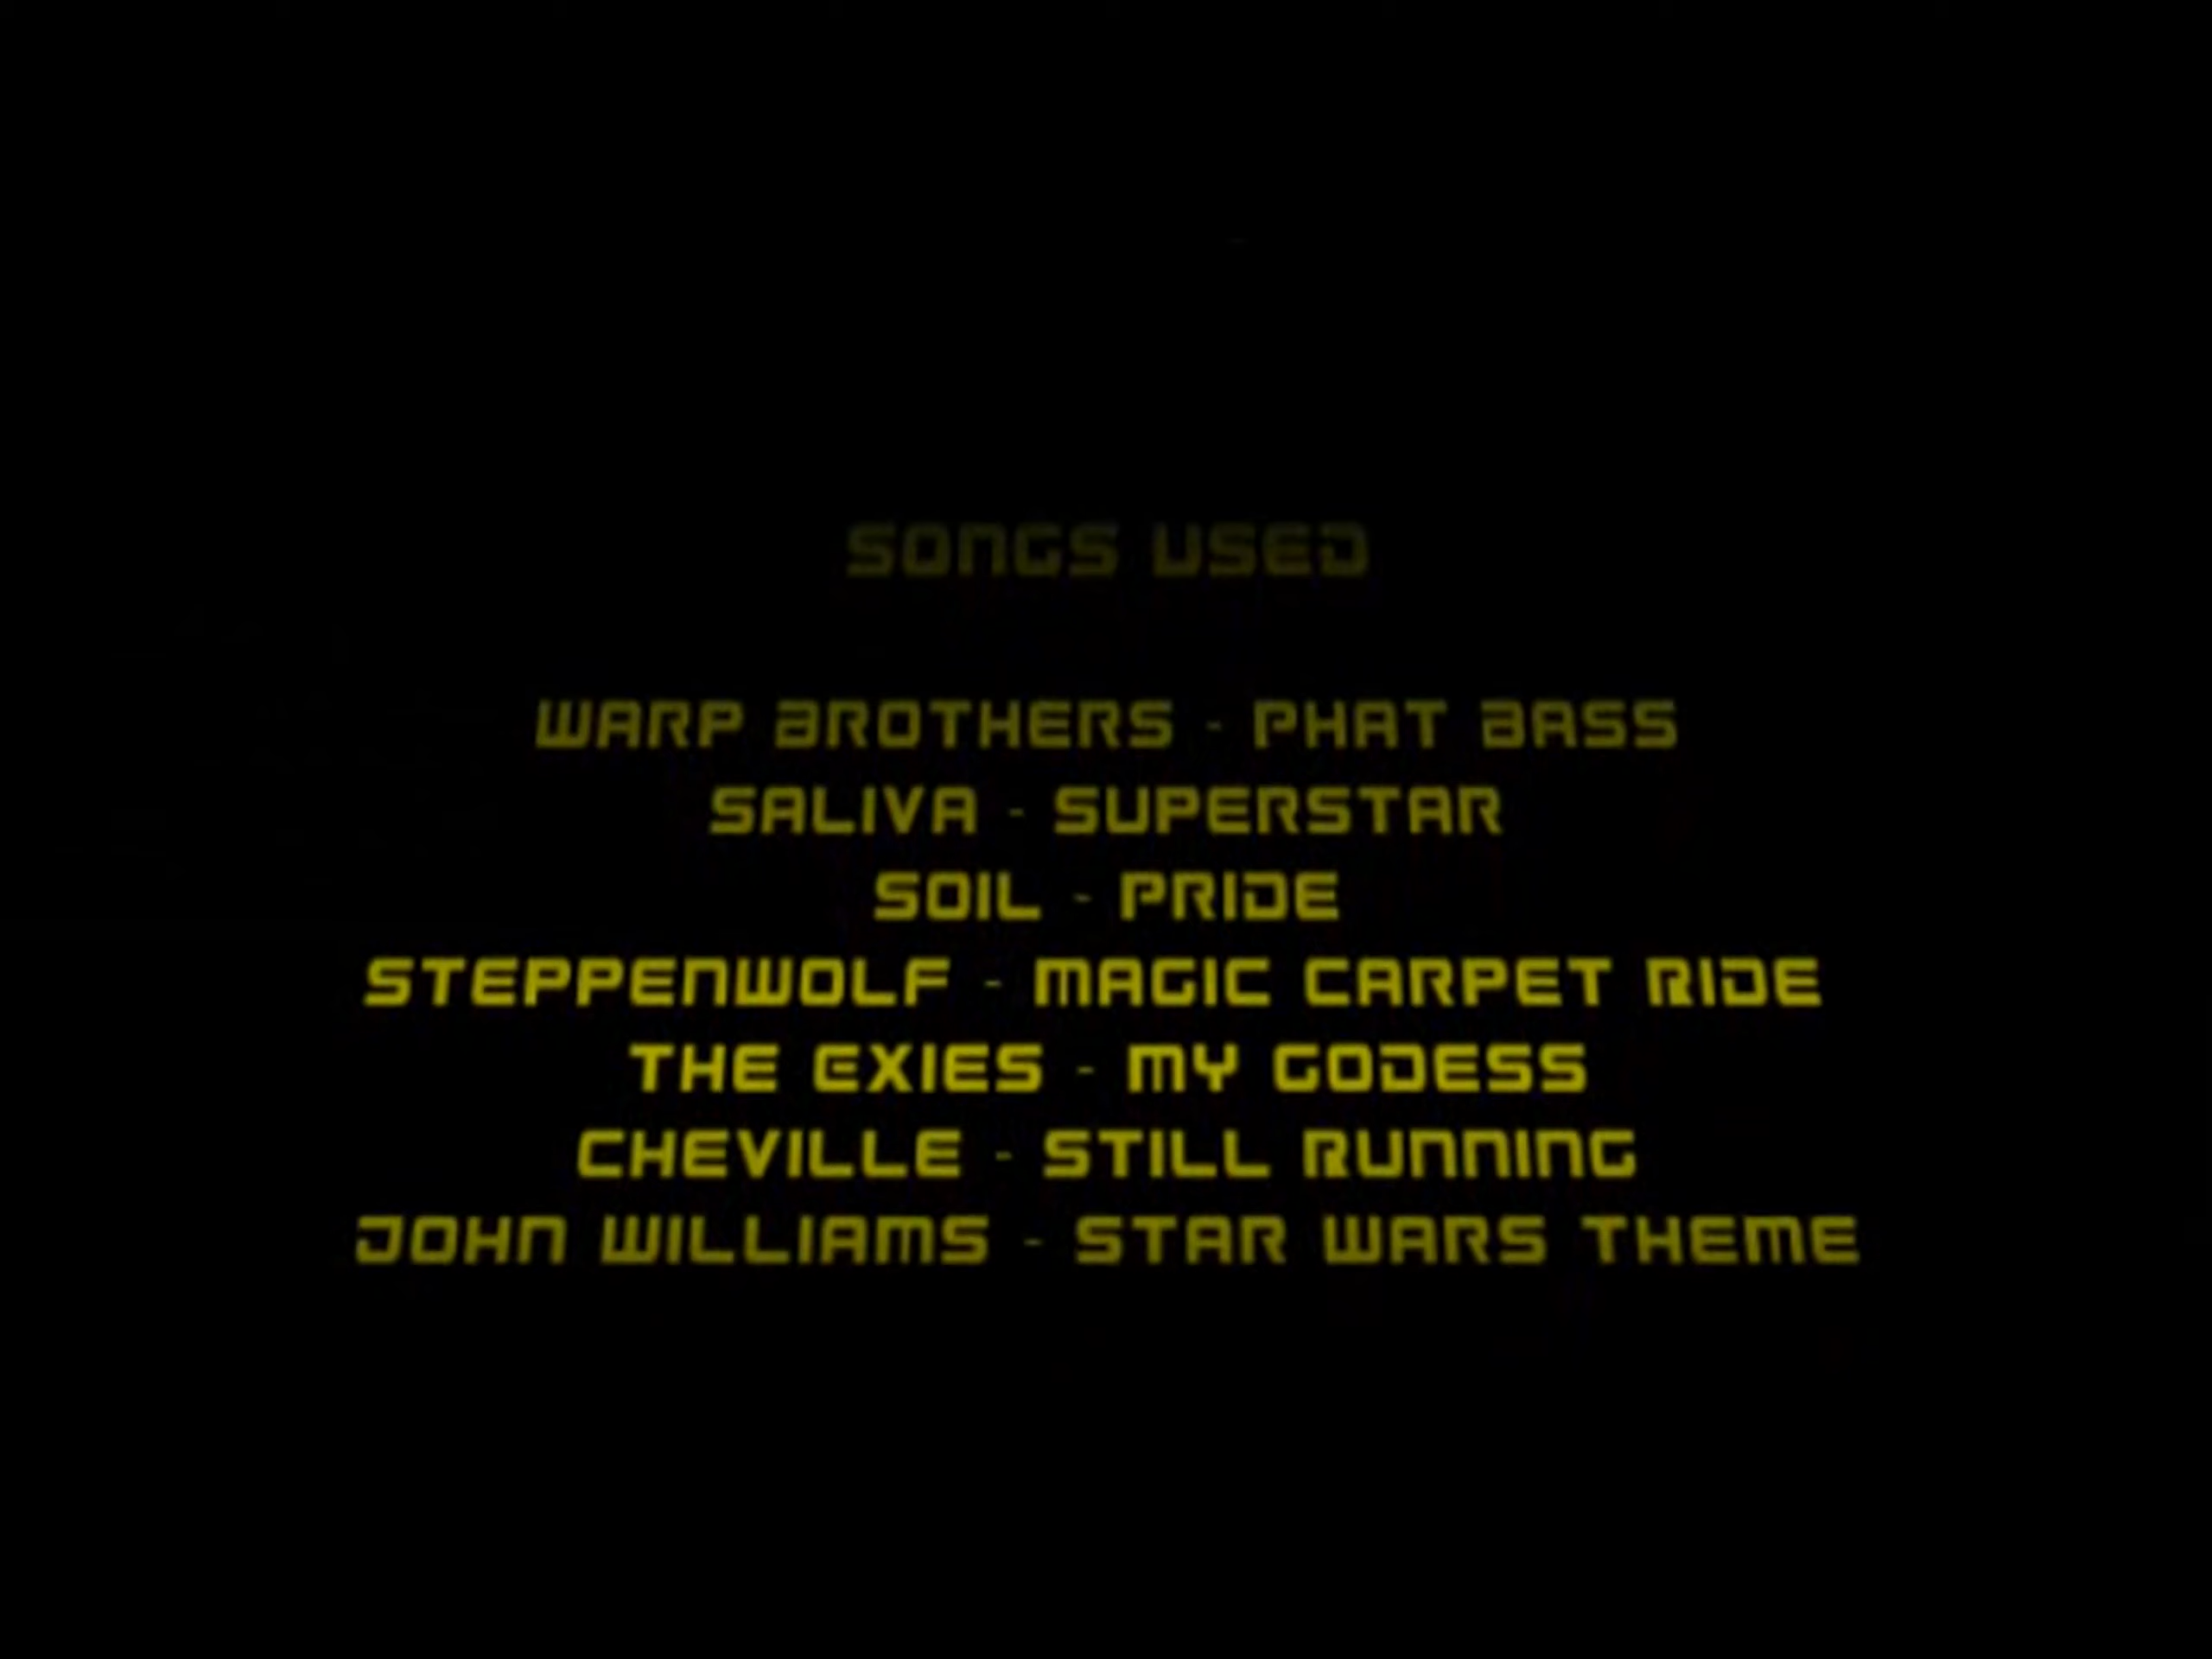 SONGS USED
WARP BROTHERS - PHAT BASS
SALIVA - SUPERSTAR
SOIL - PRIDE
STEPPENWOLF - MAGIC CARPET RIDE
THE EXIES - MY GODESS
CHEVILLE - STILL RUNNING
JOHN WILLIAMS - STAR WARS THEME